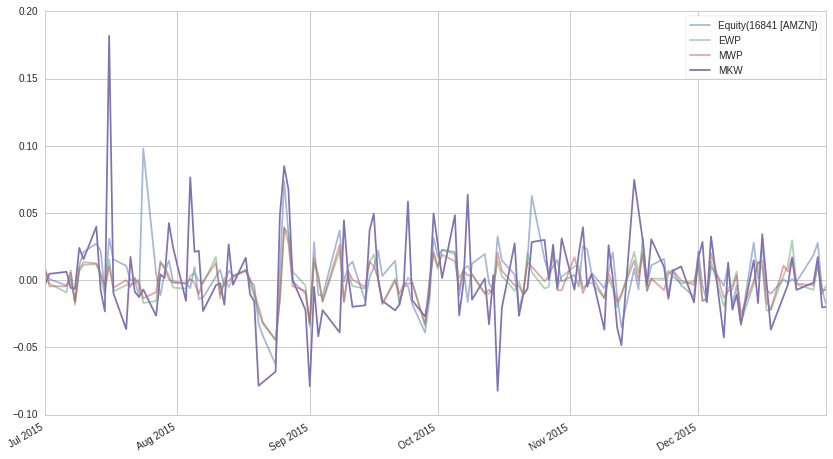 0.20
0.15
0.10
0.05
0.00
−0.05
−0.10
Equity(16841 [AMZN])
EWP
MWP
MKW
Jul 2015
Aug 2015
Sep 2015
Oct 2015
Nov 2015
Dec 2015